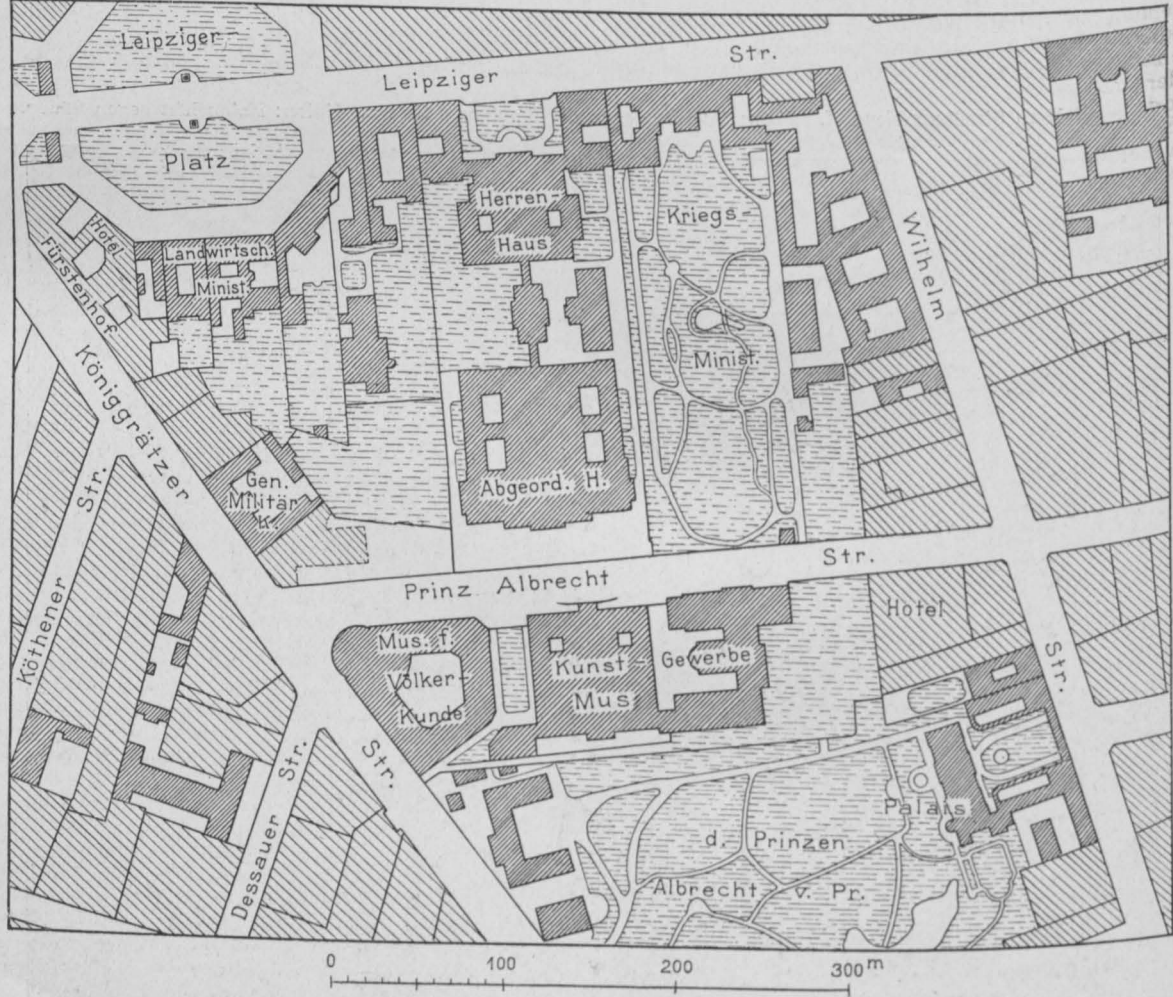 Leipziger –
Leipziger
Str.
Platz
Hotel
Fürstenhof
Landwirtsch.
Minist.
Herren –
Haus
Kriegs –
Minist.
Wilhelm
Königgrätzer
Gen.
Militär
K.
Abgeord. H.
Str.
Köthener
Prinz Albrecht
Str.
Hotel
Mus. f.
Völker –
Kunde
Kunst –
Mus
Gewerbe
Str.
Str.
Dessauer Str.
Palais
d. Prinzen
Albrecht v. Pr.
0 100 200 300 m